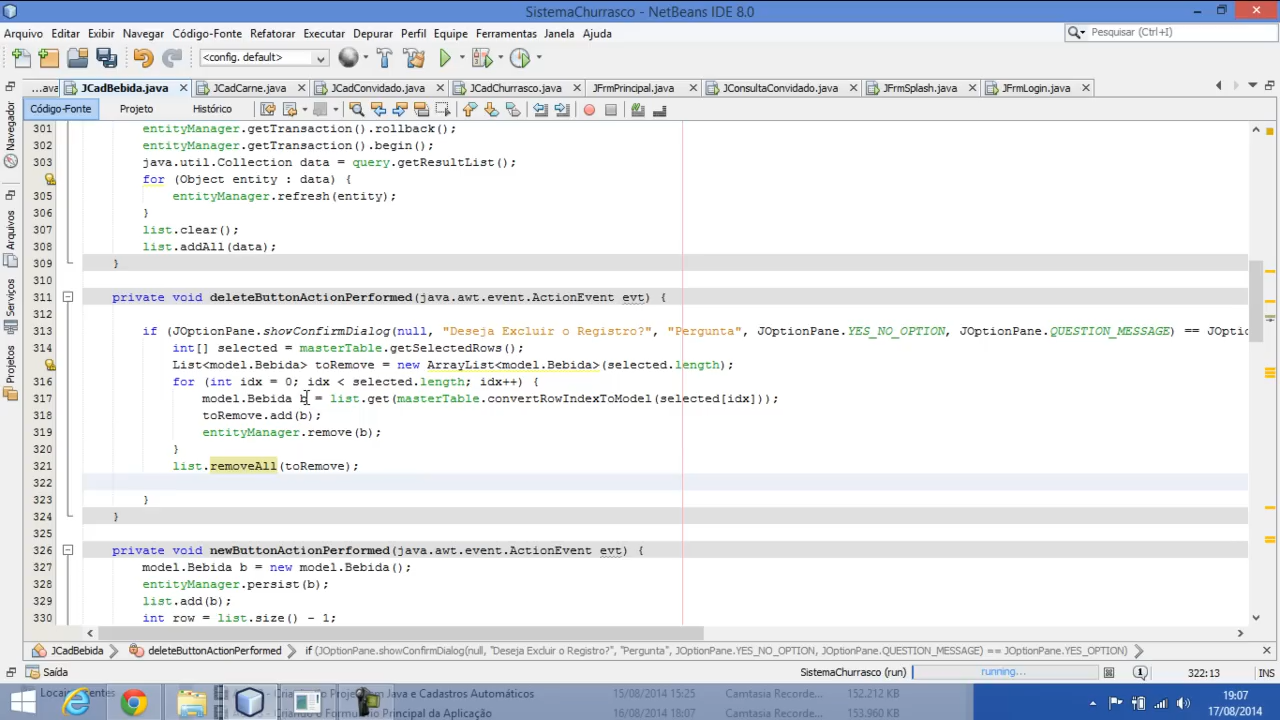 SistemaChurrasco - NetBeans IDE 8.0
Arquivo Editar Exibir Navegar Código-Fonte Refatorar Executar Depurar Perfil Equipe Ferramentas Janela Ajuda
Pesquisar (Ctrl+I)
<config. default>
...ava JCadBebida.java JCadCarne.java JCadConvidado.java JCadChurrasco.java JFrmPrincipal.java JConsultaConvidado.java JFrmSplash.java JFrmLogin.java
Código-Fonte Projeto Histórico
Navegador
Arquivos
Serviços
Projetos
301 entityManager.getTransaction().rollback();
302 entityManager.getTransaction().begin();
303 java.util.Collection data = query.getResultList();
for (Object entity : data) {
305 entityManager.refresh(entity);
306 }
307 list.clear();
308 list.addAll(data);
309 }
310
311 private void deleteButtonActionPerformed(java.awt.event.ActionEvent evt) {
312
313 if (JOptionPane.showConfirmDialog(null, "Deseja Excluir o Registro?", "Pergunta", JOptionPane.YES_NO_OPTION, JOptionPane.QUESTION_MESSAGE) == JOptio
314 int[] selected = masterTable.getSelectedRows();
List<model.Bebida> toRemove = new ArrayList<model.Bebida>(selected.length);
316 for (int idx = 0; idx < selected.length; idx++) {
317 model.Bebida b = list.get(masterTable.convertRowIndexToModel(selected[idx]));
318 toRemove.add(b);
319 entityManager.remove(b);
320 }
321 list.removeAll(toRemove);
322
323 }
324 }
325
326 private void newButtonActionPerformed(java.awt.event.ActionEvent evt) {
327 model.Bebida b = new model.Bebida();
328 entityManager.persist(b);
329 list.add(b);
330 int row = list.size() - 1;
JCadBebida deleteButtonActionPerformed if (JOptionPane.showConfirmDialog(null, "Deseja Excluir o Registro?", "Pergunta", JOptionPane.YES_NO_OPTION, JOptionPane.QUESTION_MESSAGE) == JOptionPane.YES_OPTION)
Saída SistemaChurrasco (run) running... 322:13 INS
15/08/2014 15:25 Camtasia Recorde... 152.212 KB
16/08/2014 18:07 Camtasia Recorde... 153.960 KB
19:07
17/08/2014